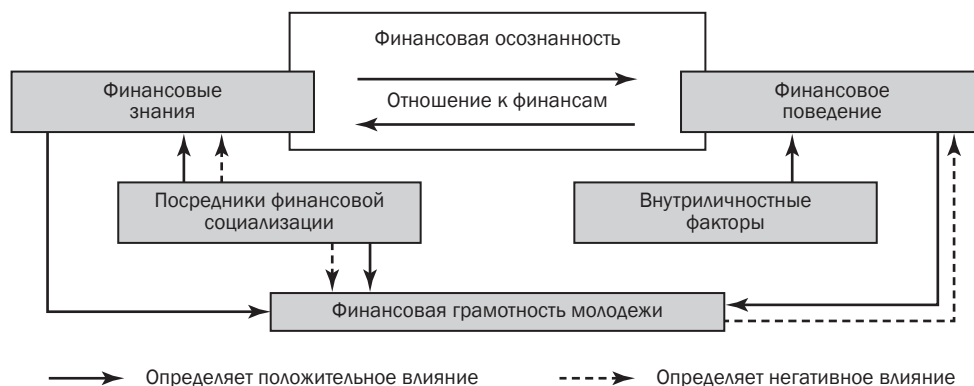 Финансовая осознанность
Финансовые
знания
Отношение к финансам
Финансовое
поведение
Посредники финансовой
социализации
Внутриличностные
факторы
Финансовая грамотность молодежи
Определяет положительное влияние
Определяет негативное влияние